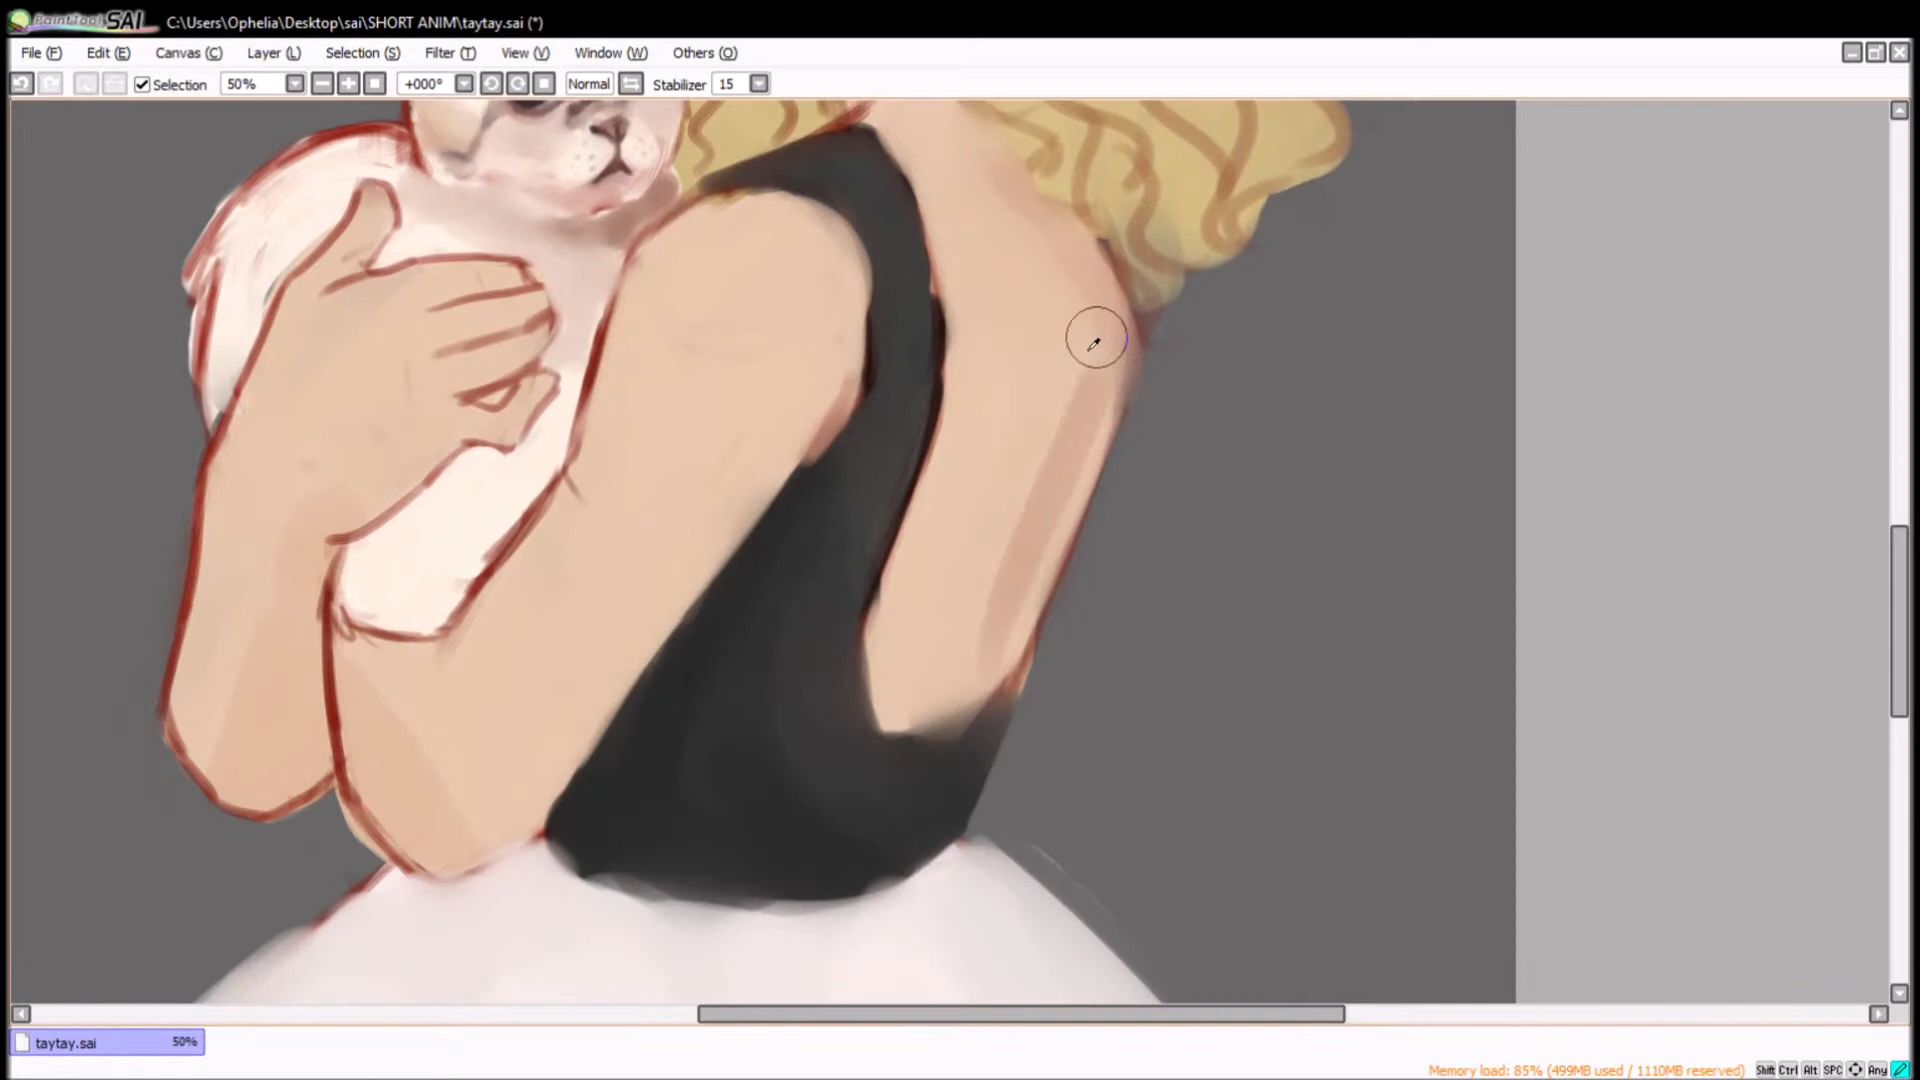 PaintTool SAI C:\Users\Ophelia\Desktop\sai\SHORT ANIM\taytay.sai (*)
File (F) Edit (E) Canvas (C) Layer (L) Selection (S) Filter (T) View (V) Window (W) Others (O)
Selection 50% +000° Normal Stabilizer 15
taytay.sai 50%
Memory load: 85% (499MB used / 1110MB reserved) Shift Ctrl Alt SPC Any